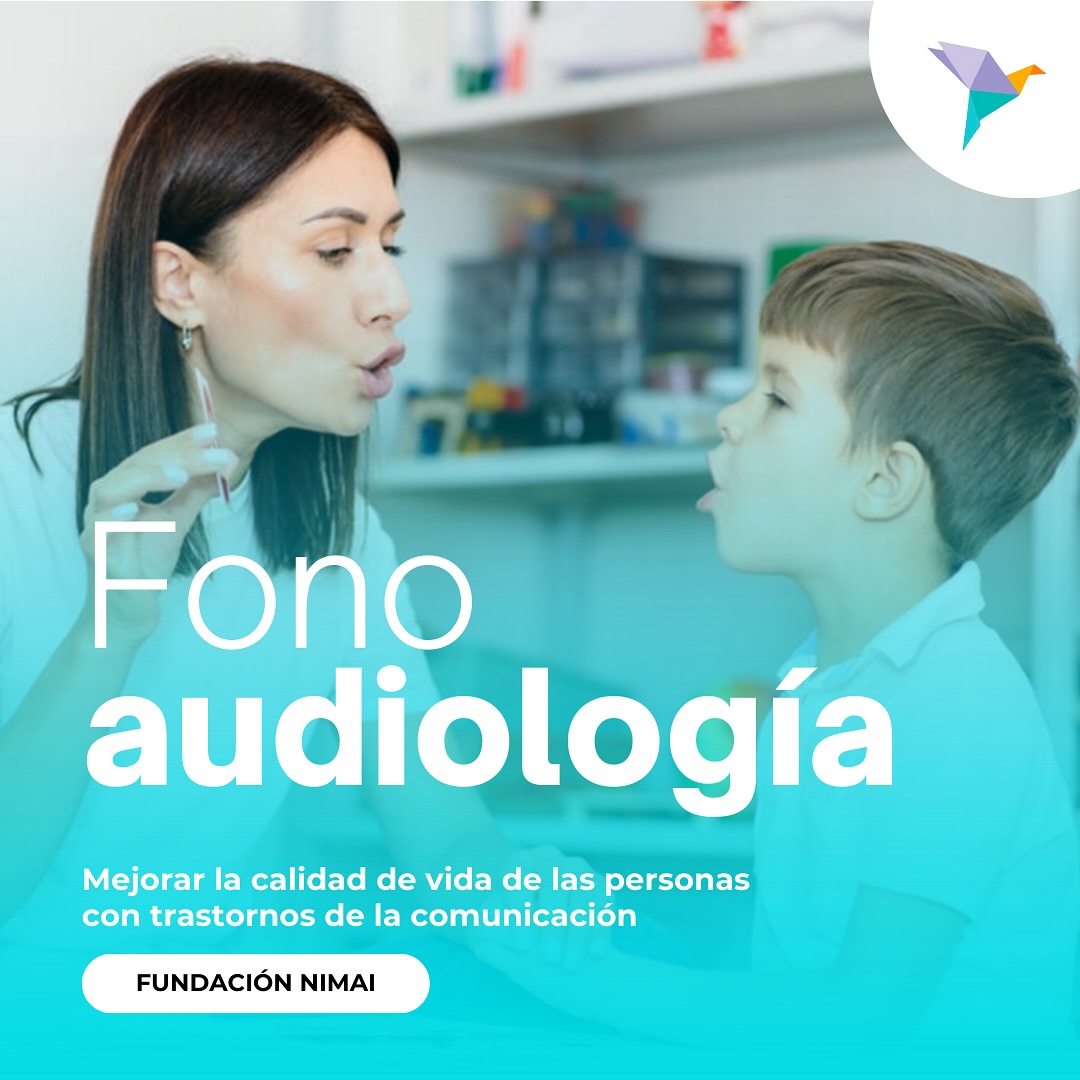 Fono
audiología
Mejorar la calidad de vida de las personas
con trastornos de la comunicación
FUNDACIÓN NIMAI